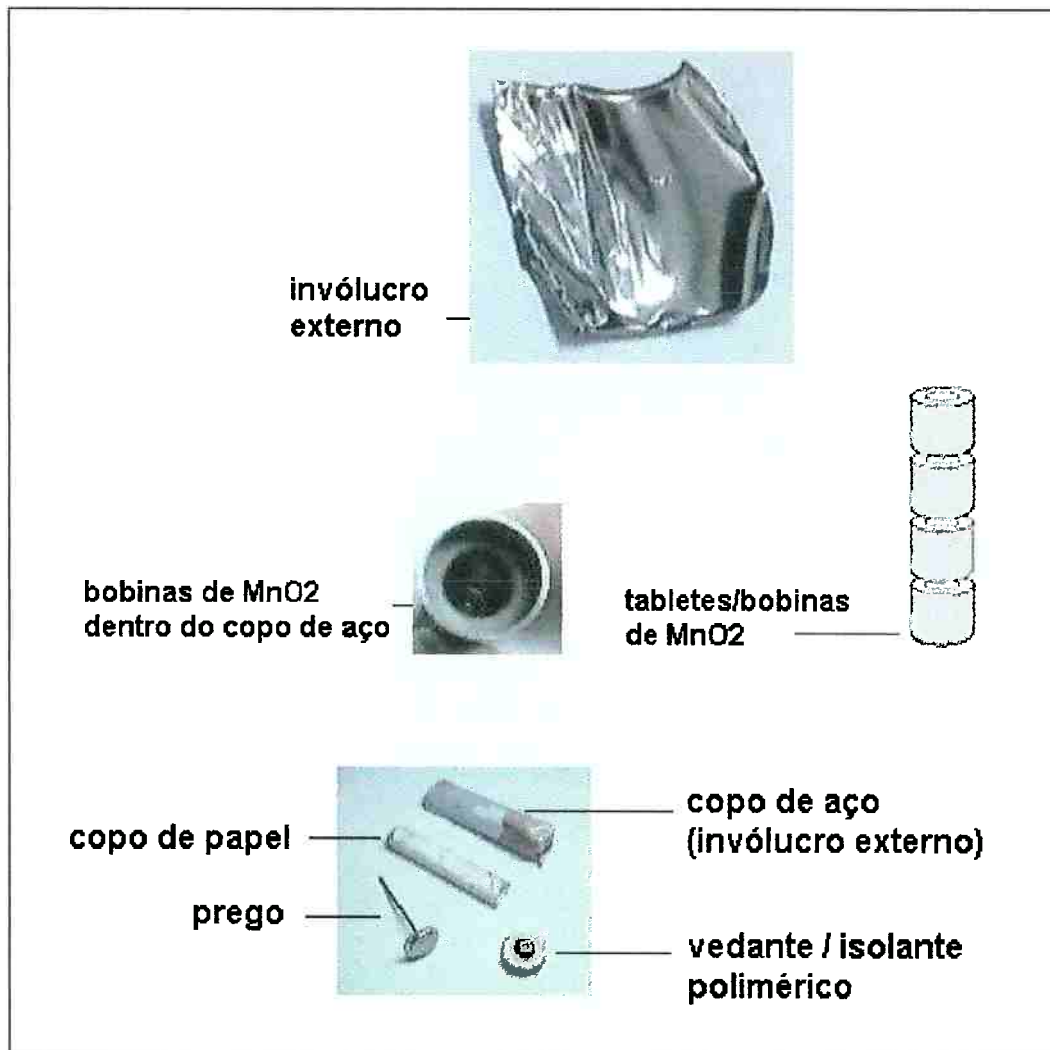 invólucro
externo
bobinas de MnO2
dentro do copo de aço
tabletes/bobinas
de MnO2
copo de papel
prego
copo de aço
(invólucro externo)
vedante / isolante
polimérico